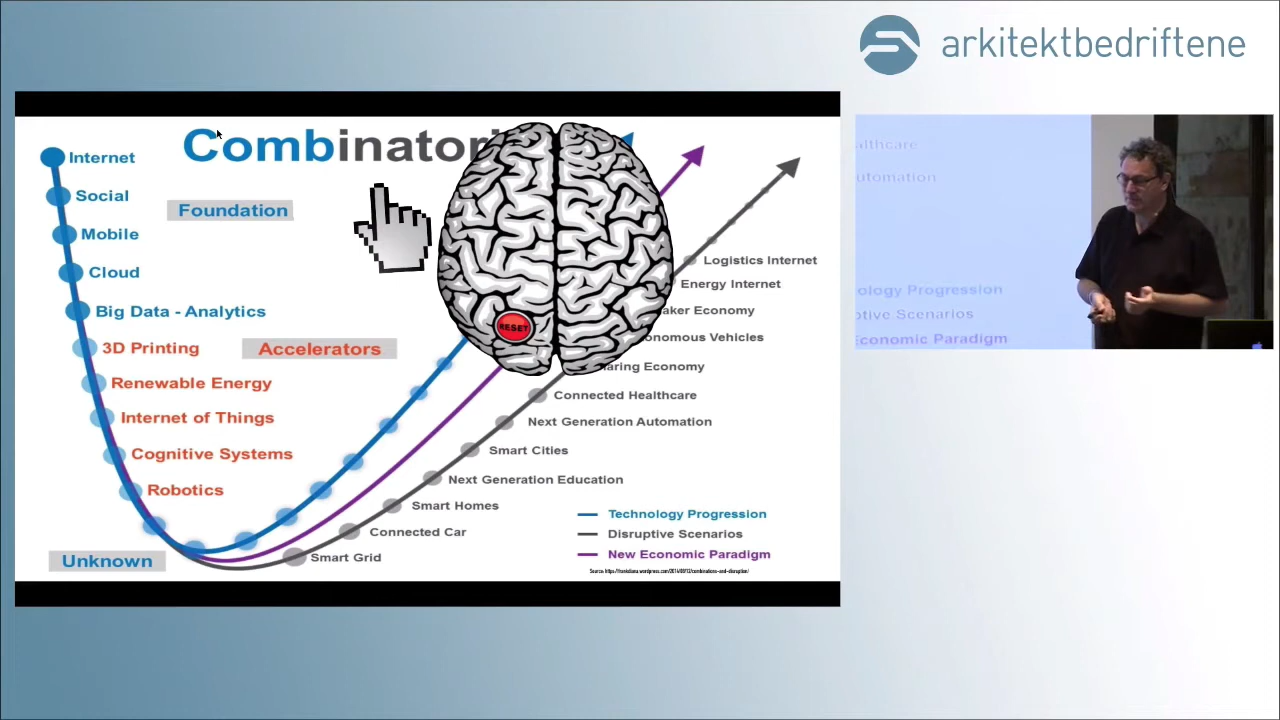 arkitektbedriftene
Combinatori
Internet
Social
Foundation
Mobile
Cloud
Big Data - Analytics
3D Printing
Accelerators
Renewable Energy
Internet of Things
Cognitive Systems
Robotics
Unknown
RESET
Logistics Internet
Energy Internet
aker Economy
onomous Vehicles
haring Economy
Connected Healthcare
Next Generation Automation
Smart Cities
Next Generation Education
Smart Homes
Connected Car
Smart Grid
Technology Progression
Disruptive Scenarios
New Economic Paradigm
althcare
utomation
ology Progression
ptive Scenarios
Economic Paradigm